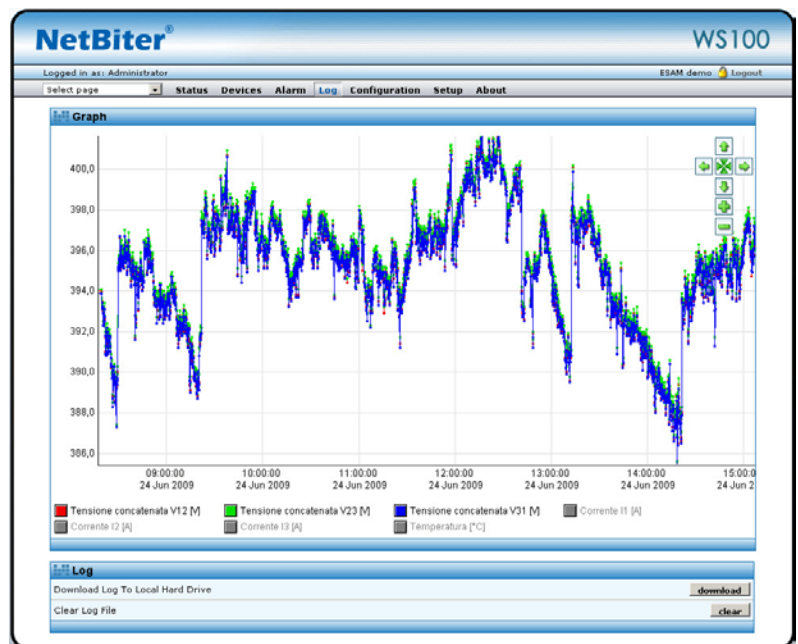 NetBiter®
WS100
Logged in as: Administrator
ESAM demo Logout
Select page Status Devices Alarm Log Configuration Setup About
Graph
400,0
398,0
396,0
394,0
392,0
390,0
388,0
386,0
09:00:00 10:00:00 11:00:00 12:00:00 13:00:00 14:00:00 15:00:00
24 Jun 2009 24 Jun 2009 24 Jun 2009 24 Jun 2009 24 Jun 2009 24 Jun 2009 24 Jun 2
Tensione concatenata V12 [V] Tensione concatenata V23 [V] Tensione concatenata V31 [V] Corrente I1 [A]
Corrente I2 [A] Corrente I3 [A] Temperatura [°C]
Log
Download Log To Local Hard Drive download
Clear Log File clear